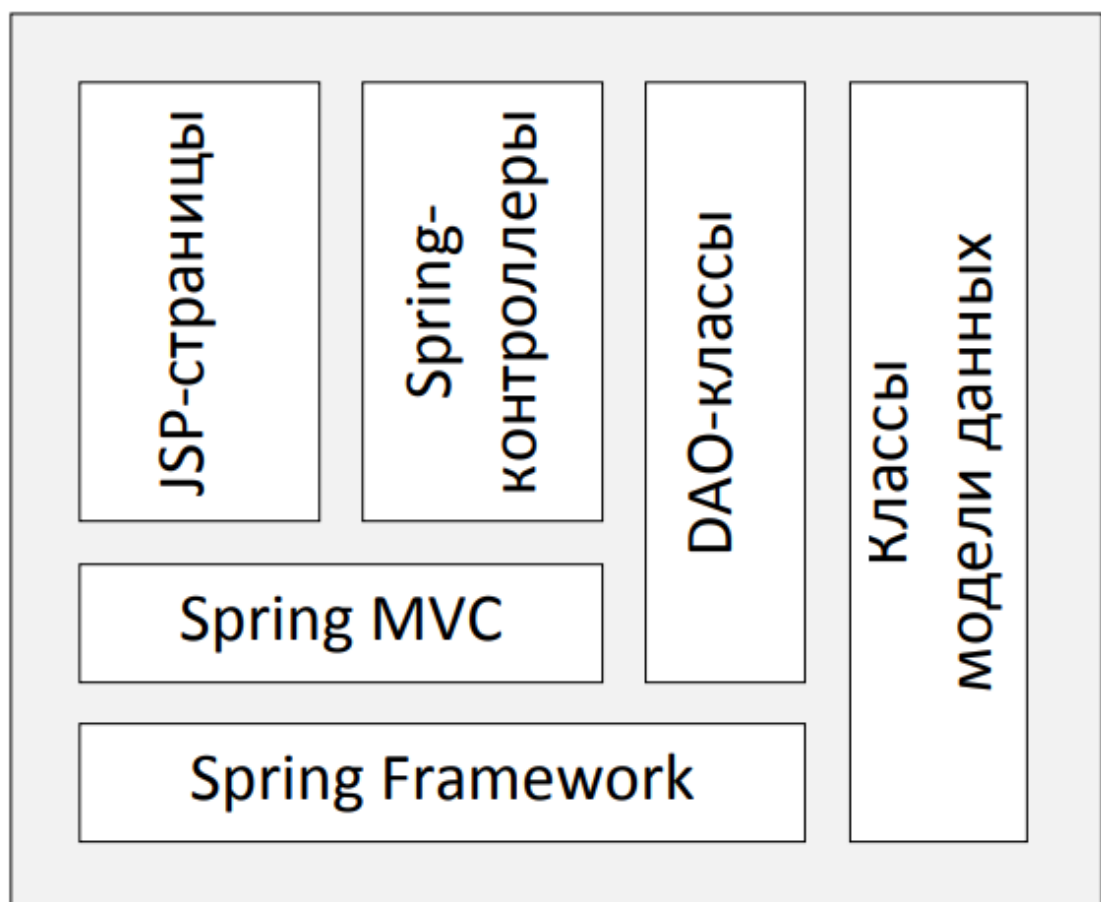 JSP-страницы
Spring-
контроллеры
DAO-классы
Классы
модели данных
Spring MVC
Spring Framework